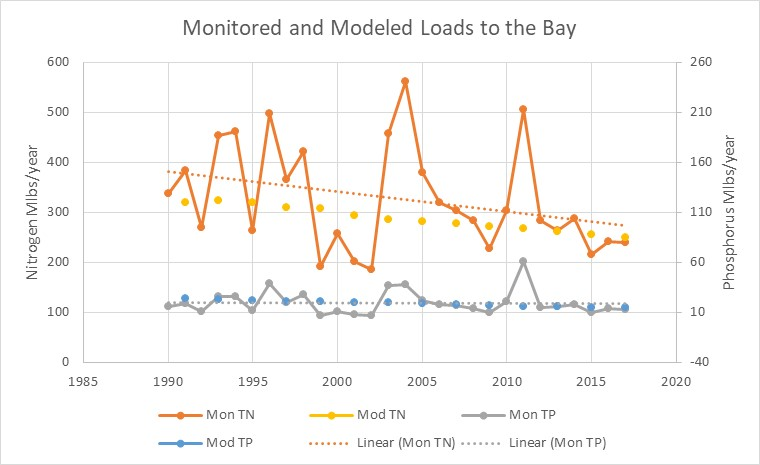 Monitored and Modeled Loads to the Bay
600
500
400
300
200
100
0
Nitrogen Mlbs/year
260
210
160
110
60
10
-40
Phosphorus Mlbs/year
1985 1990 1995 2000 2005 2010 2015 2020
Mon TN Mod TN Mon TP
Mod TP Linear (Mon TN) Linear (Mon TP)